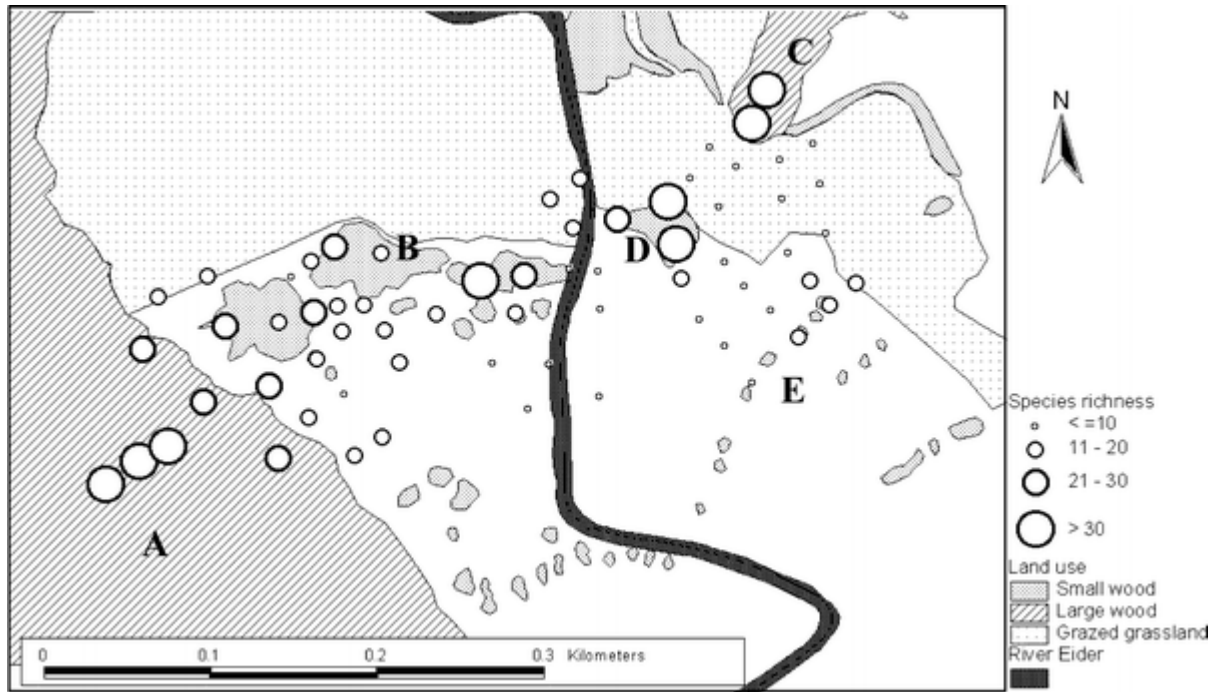 C
N
B
D
E
A
Species richness
< =10
11 - 20
21 - 30
> 30
Land use
Small wood
Large wood
Grazed grassland
River Eider
0 0.1 0.2 0.3 Kilometers